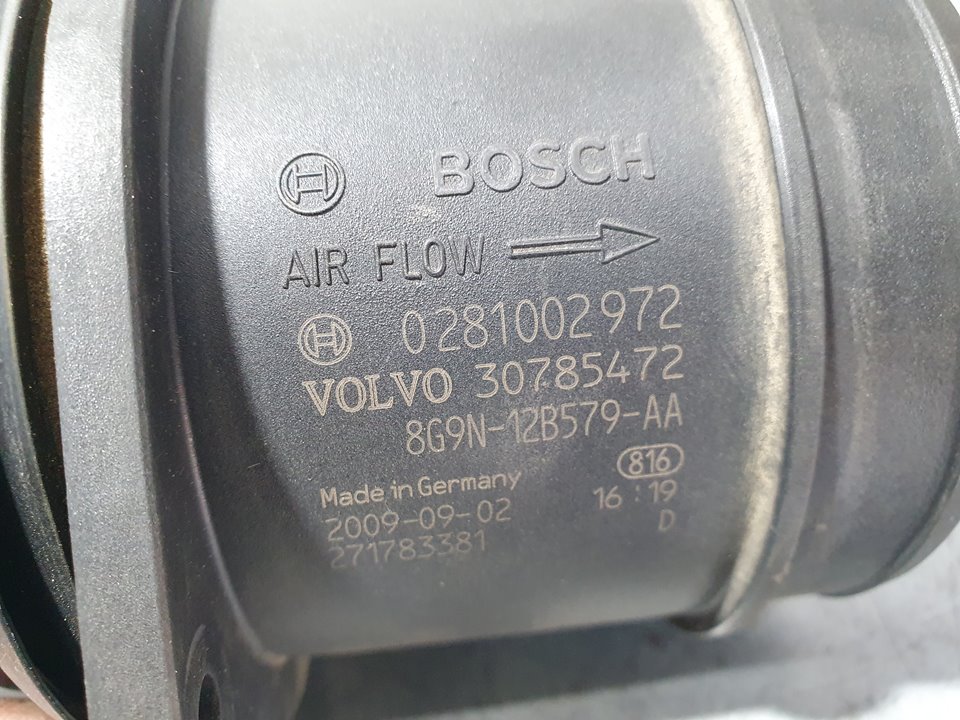 BOSCH
AIR FLOW
0281002972
VOLVO 30785472
8G9N-12B579-AA
816
Made in Germany
2009-09-02 16:19
271783381 D